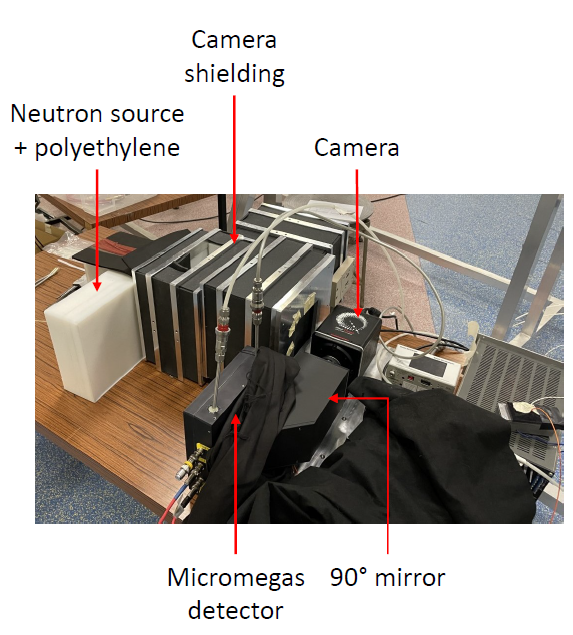 Camera
shielding
Neutron source
+ polyethylene
Camera
Micromegas
detector
90° mirror